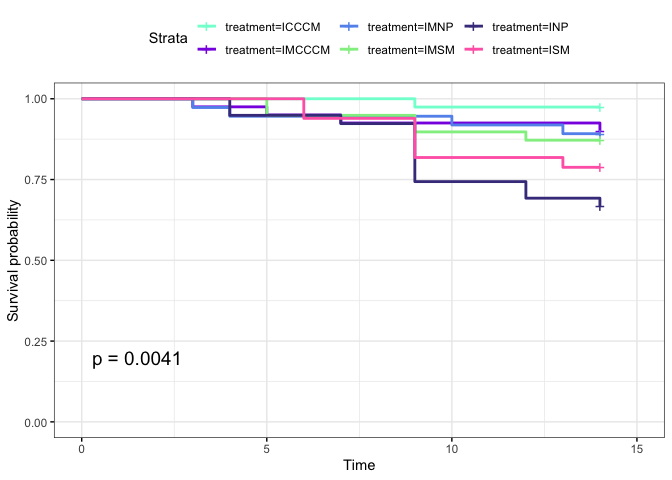 Strata
treatment=ICCCM treatment=IMNP treatment=INP
treatment=IMCCCM treatment=IMSM treatment=ISM
1.00
0.75
0.50
0.25
0.00
Survival probability
p = 0.0041
0 5 10 15
Time